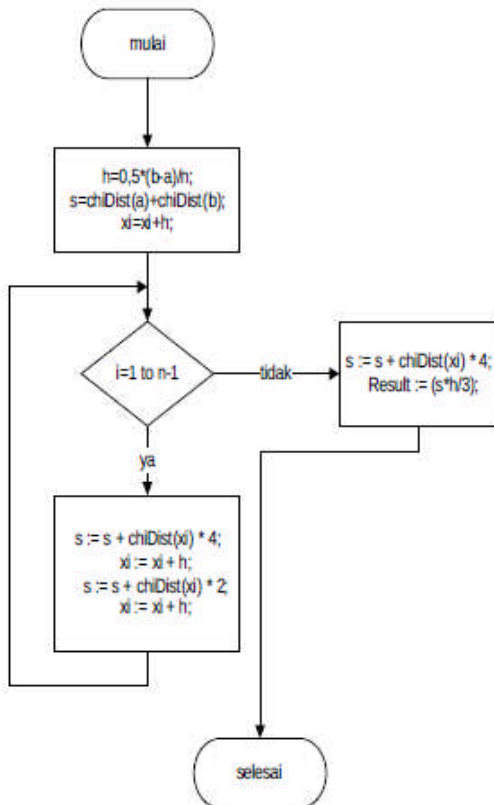 mulai
h=0,5*(b-a)/n;
s=chiDist(a)+chiDist(b);
xi=xi+h;
i=1 to n-1
tidak
s := s + chiDist(xi) * 4;
Result := (s*h/3);
ya
s := s + chiDist(xi) * 4;
xi := xi + h;
s := s + chiDist(xi) * 2;
xi := xi + h;
selesai